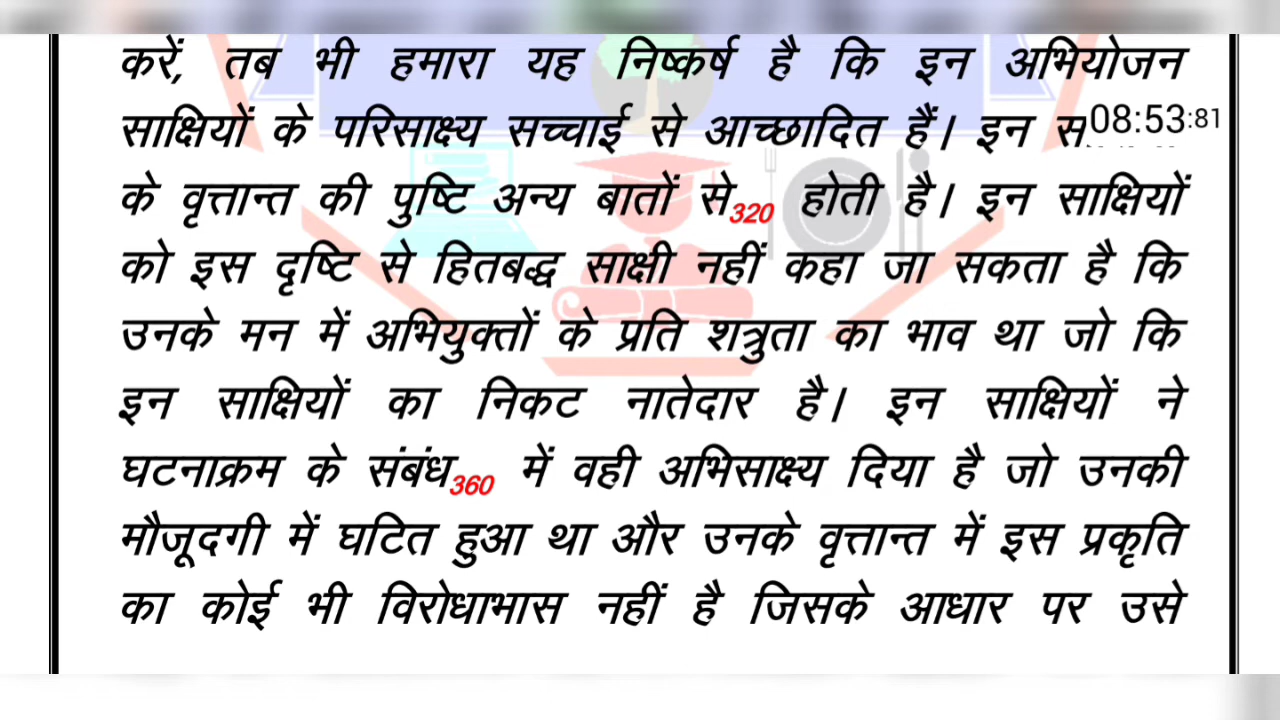 करें, तब भी हमारा यह निष्कर्ष है कि इन अभियोजन
साक्षियों के परिसाक्ष्य सच्चाई से आच्छादित हैं। इन
08:53:81
के वृत्तान्त की पुष्टि अन्य बातों से320 होती है। इन साक्षियों
को इस दृष्टि से हितबद्ध साक्षी नहीं कहा जा सकता है कि
उनके मन में अभियुक्तों के प्रति शत्रुता का भाव था जो कि
इन साक्षियों का निकट नातेदार है। इन साक्षियों ने
घटनाक्रम के संबंध360 में वही अभिसाक्ष्य दिया है जो उनकी
मौजूदगी में घटित हुआ था और उनके वृत्तान्त में इस प्रकृति
का कोई भी विरोधाभास नहीं है जिसके आधार पर उसे